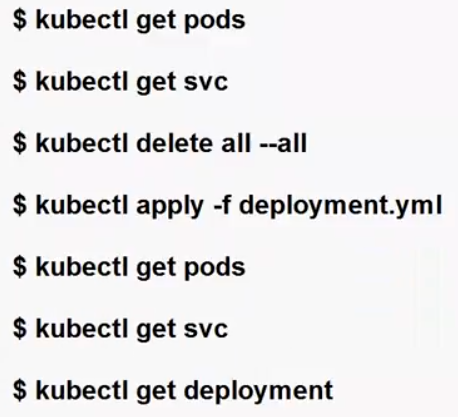 $ kubectl get pods
$ kubectl get svc
$ kubectl delete all --all
$ kubectl apply -f deployment.yml
$ kubectl get pods
$ kubectl get svc
$ kubectl get deployment